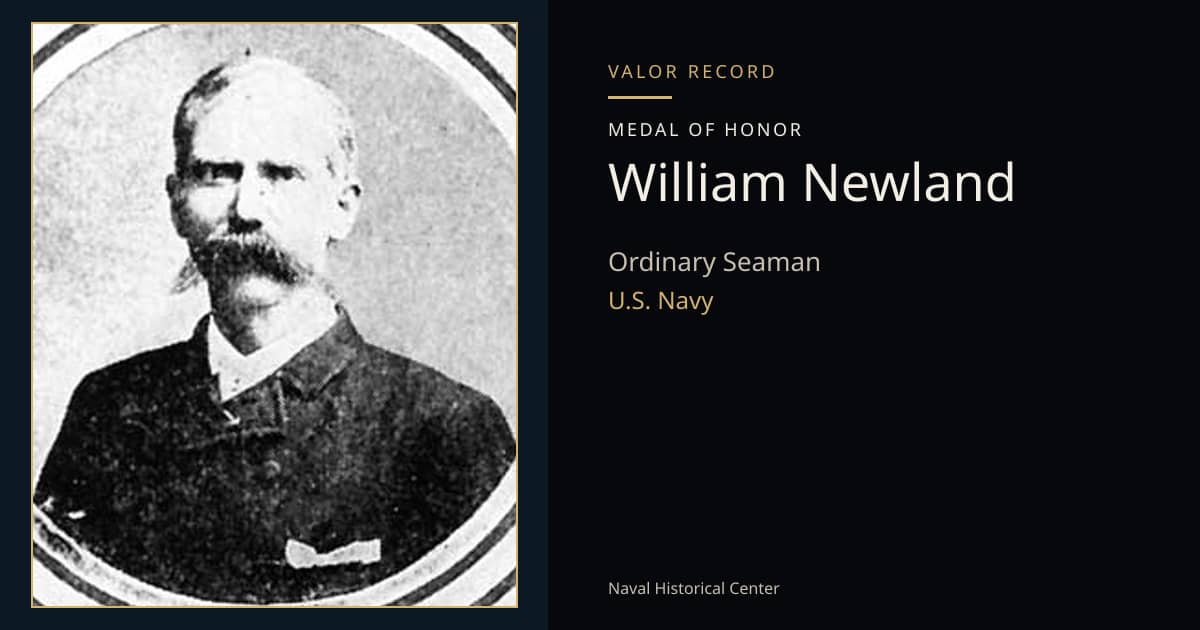 VALOR RECORD
MEDAL OF HONOR
William Newland
Ordinary Seaman
U.S. Navy
Naval Historical Center